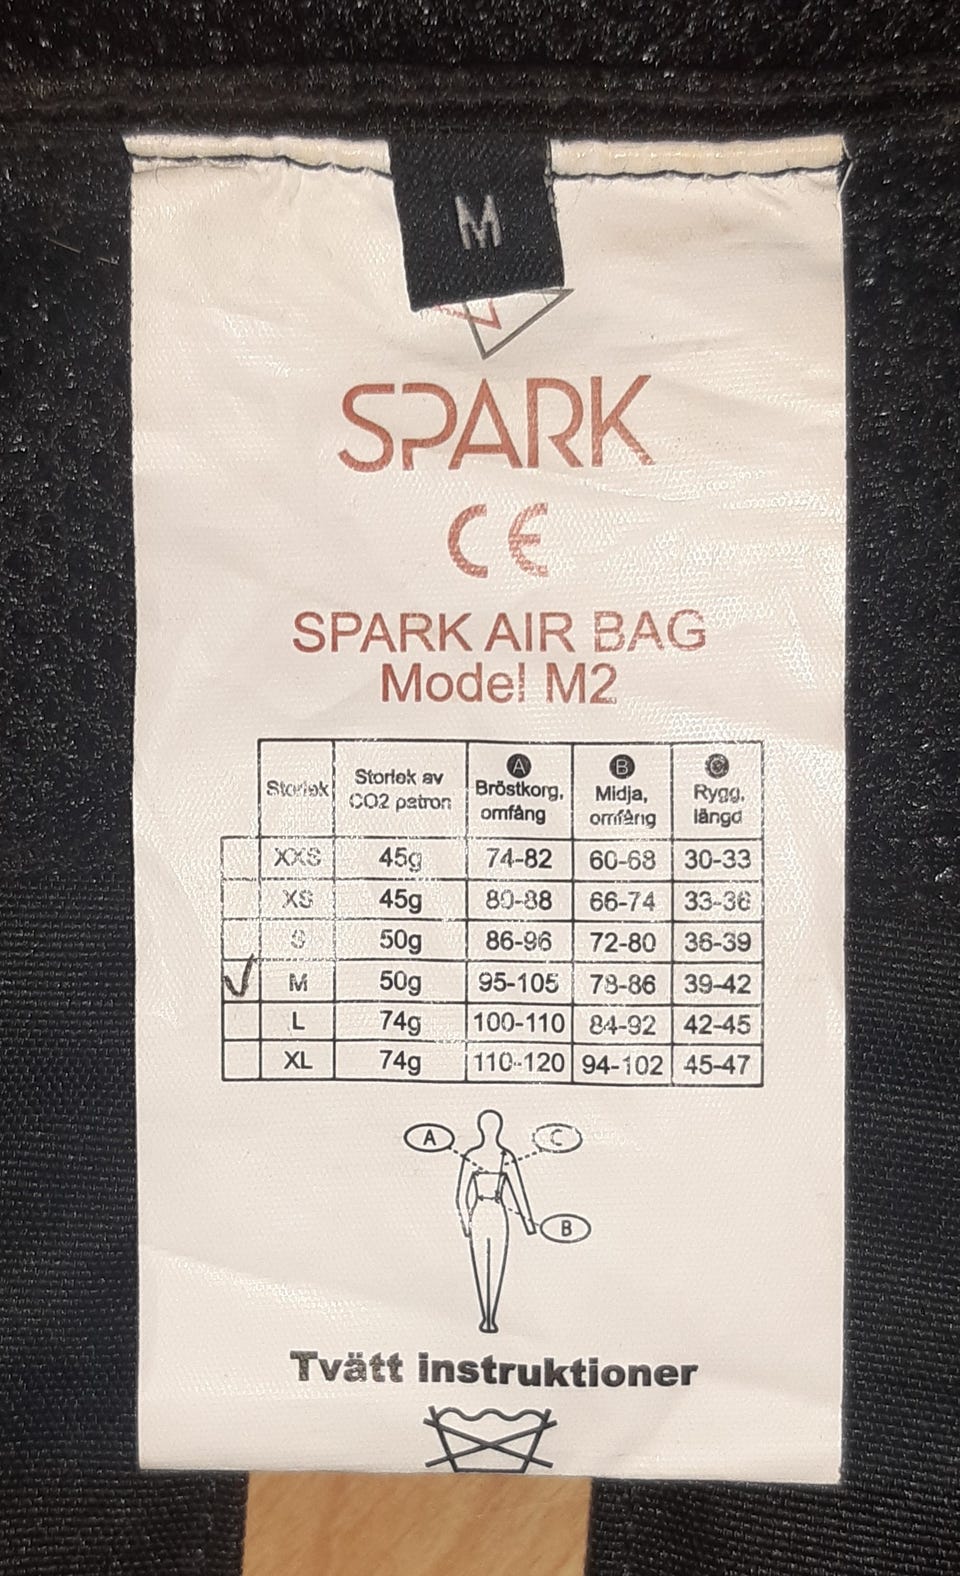 M
SPARK
CE
SPARK AIR BAG
Model M2
Storlek
Storlek av CO2 patron
A Bröstkorg, omfång
B Midja, omfång
C Rygg, längd
XXS 45g 74-82 60-68 30-33
XS 45g 80-88 66-74 33-36
S 50g 86-96 72-80 36-39
✓ M 50g 95-105 78-86 39-42
L 74g 100-110 84-92 42-45
XL 74g 110-120 94-102 45-47
A C
B
Tvätt instruktioner